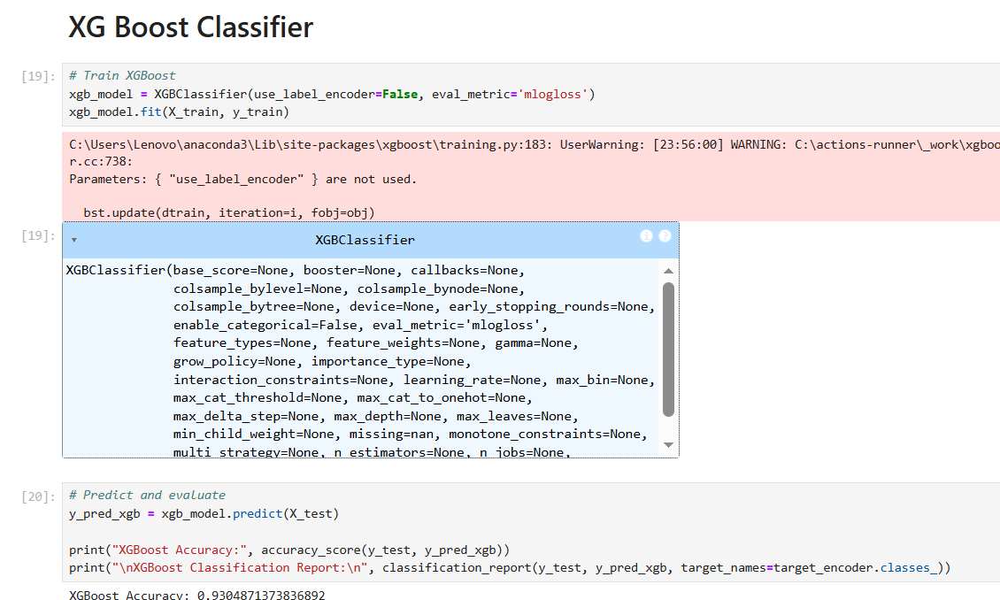 XG Boost Classifier
[19]:
# Train XGBoost
xgb_model = XGBClassifier(use_label_encoder=False, eval_metric='mlogloss')
xgb_model.fit(X_train, y_train)
C:\Users\Lenovo\anaconda3\Lib\site-packages\xgboost\training.py:183: UserWarning: [23:56:00] WARNING: C:\actions-runner\_work\xgboo
r.cc:738:
Parameters: { "use_label_encoder" } are not used.
bst.update(dtrain, iteration=i, fobj=obj)
[19]:
▾ XGBClassifier i ?
XGBClassifier(base_score=None, booster=None, callbacks=None,
colsample_bylevel=None, colsample_bynode=None,
colsample_bytree=None, device=None, early_stopping_rounds=None,
enable_categorical=False, eval_metric='mlogloss',
feature_types=None, feature_weights=None, gamma=None,
grow_policy=None, importance_type=None,
interaction_constraints=None, learning_rate=None, max_bin=None,
max_cat_threshold=None, max_cat_to_onehot=None,
max_delta_step=None, max_depth=None, max_leaves=None,
min_child_weight=None, missing=nan, monotone_constraints=None,
multi_strategy=None, n_estimators=None, n_jobs=None,
[20]:
# Predict and evaluate
y_pred_xgb = xgb_model.predict(X_test)
print("XGBoost Accuracy:", accuracy_score(y_test, y_pred_xgb))
print("\nXGBoost Classification Report:\n", classification_report(y_test, y_pred_xgb, target_names=target_encoder.classes_))
XGBoost Accuracy: 0.9304871373836892